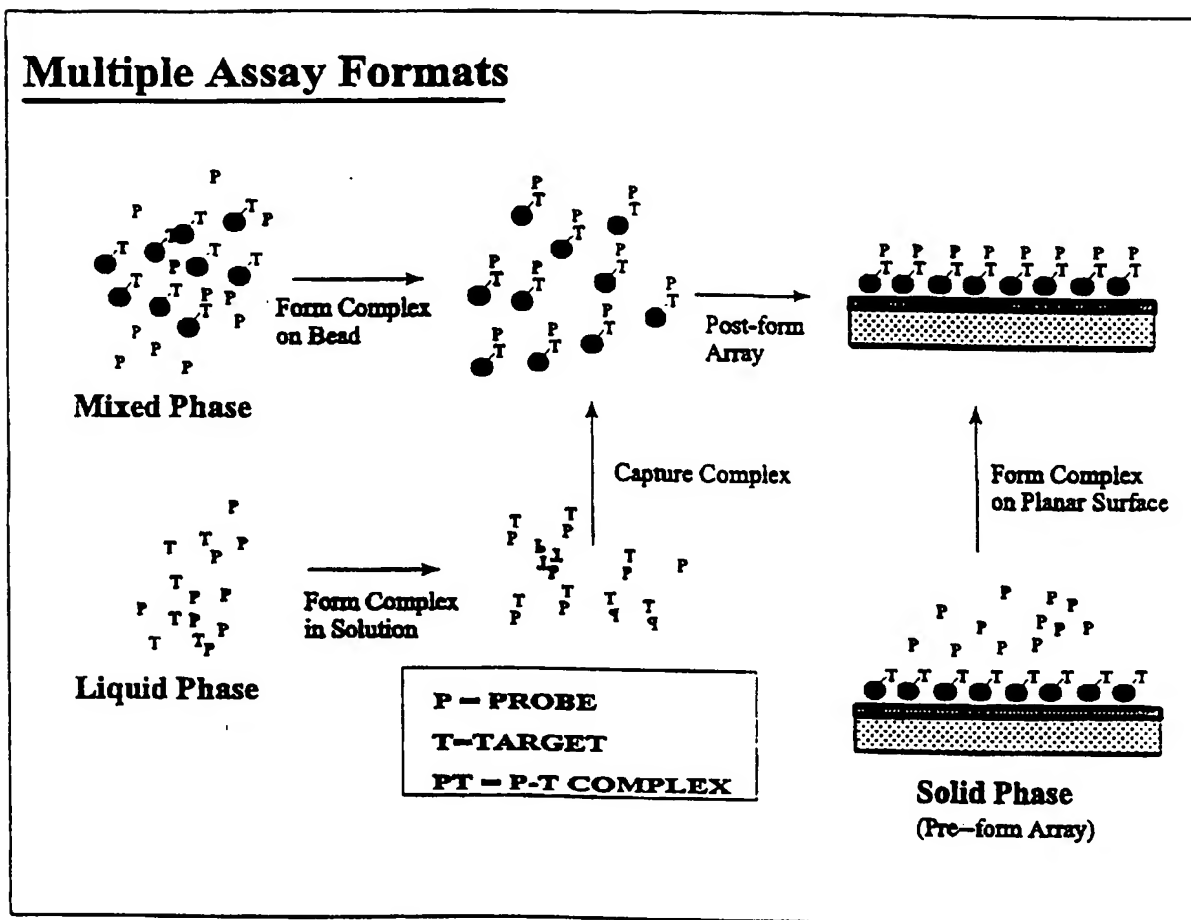 Multiple Assay Formats
Form Complex
on Bead
Post-form
Array
Mixed Phase
Capture Complex
Form Complex
on Planar Surface
Form Complex
in Solution
Liquid Phase
P = PROBE
T=TARGET
PT = P-T COMPLEX
Solid Phase
(Pre-form Array)